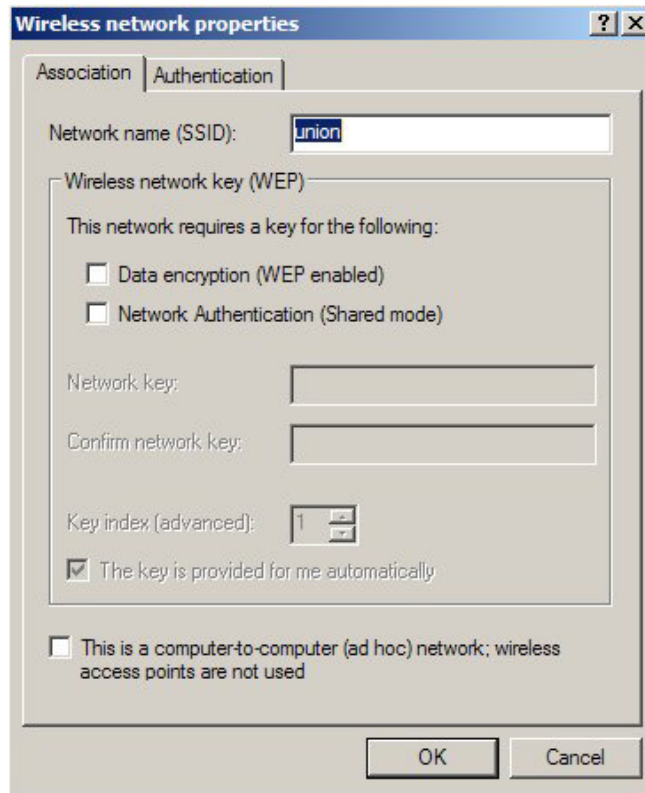 Wireless network properties
Association
Authentication
Network name (SSID):
union
Wireless network key (WEP)
This network requires a key for the following:
Data encryption (WEP enabled)
Network Authentication (Shared mode)
Network key:
Confirm network key:
Key index (advanced):
1
The key is provided for me automatically
This is a computer-to-computer (ad hoc) network; wireless
access points are not used
OK
Cancel